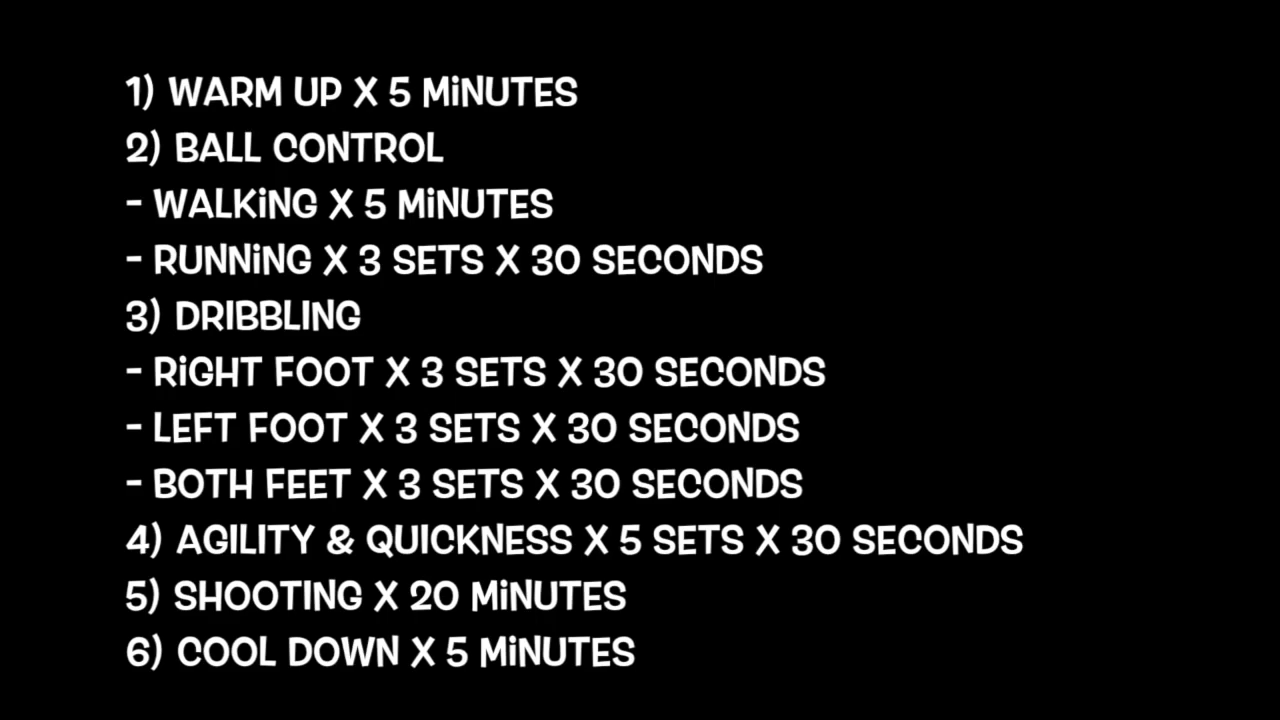 1) WARM UP X 5 MiNUTES
2) BALL CONTROL
- WALKiNG X 5 MiNUTES
- RUNNiNG X 3 SETS X 30 SECONDS
3) DRIBBLING
- RiGHT FOOT X 3 SETS X 30 SECONDS
- LEFT FOOT X 3 SETS X 30 SECONDS
- BOTH FEET X 3 SETS X 30 SECONDS
4) AGILITY & QUICKNESS X 5 SETS X 30 SECONDS
5) SHOOTING X 20 MiNUTES
6) COOL DOWN X 5 MiNUTES